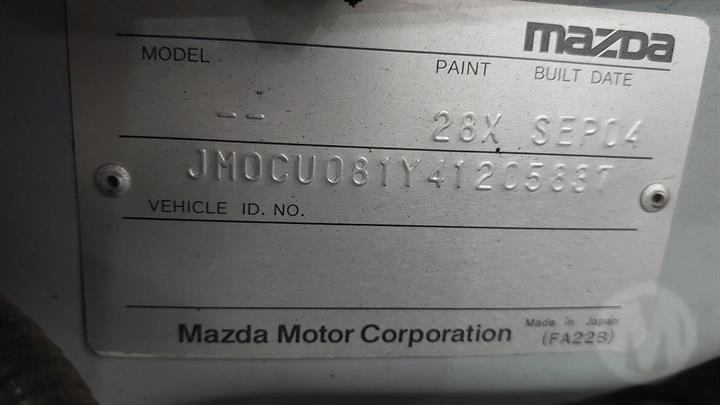 mazda
MODEL PAINT BUILT DATE
-- 28X SEP04
JM0CU081Y41205837
VEHICLE ID. NO.
Mazda Motor Corporation Made in Japan
(FA22B)